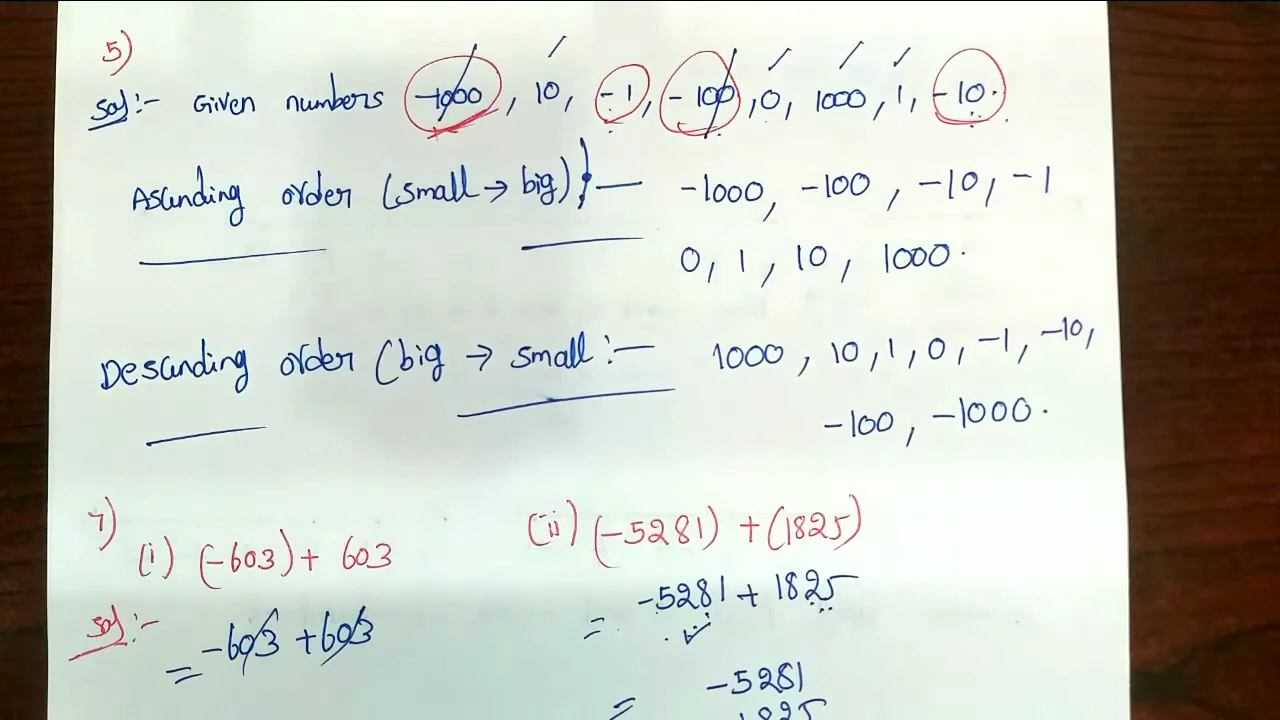 5)
Sol:- Given numbers -1000, 10, -1, -100, 0, 1000, 1, -10.
Ascending order (small → big)}— -1000, -100, -10, -1
0, 1, 10, 1000.
Descending order (big → small :— 1000, 10, 1, 0, -1, -10,
-100, -1000.
7)
(i) (-603) + 603
(ii) (-5281) + (1825)
Sol:-
= -603 + 603
= -5281 + 1825
= -5281
1825